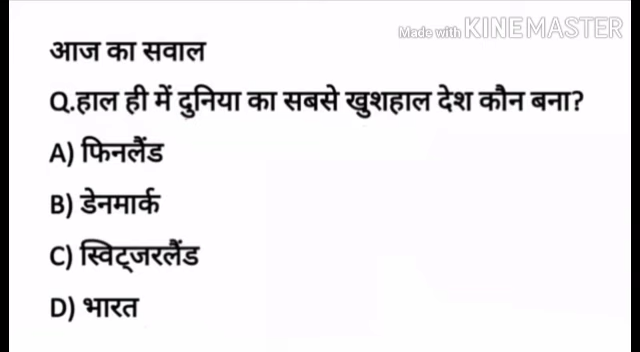 Made with KINEMASTER
आज का सवाल
Q.हाल ही में दुनिया का सबसे खुशहाल देश कौन बना?
A) फिनलैंड
B) डेनमार्क
C) स्विट्जरलैंड
D) भारत